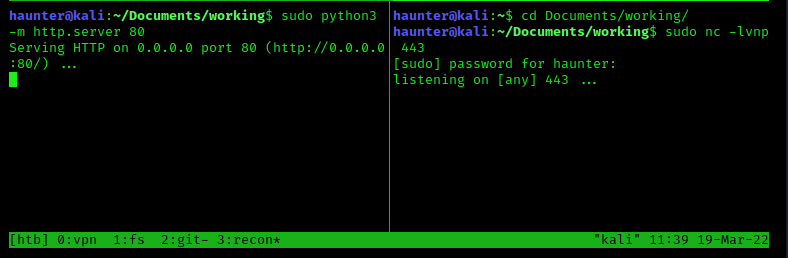 haunter@kali:~/Documents/working$ sudo python3
-m http.server 80
Serving HTTP on 0.0.0.0 port 80 (http://0.0.0.0
:80/) ...
haunter@kali:~$ cd Documents/working/
haunter@kali:~/Documents/working$ sudo nc -lvnp
443
[sudo] password for haunter:
listening on [any] 443 ...
[htb] 0:vpn  1:fs  2:git- 3:recon* "kali" 11:39 19-Mar-22